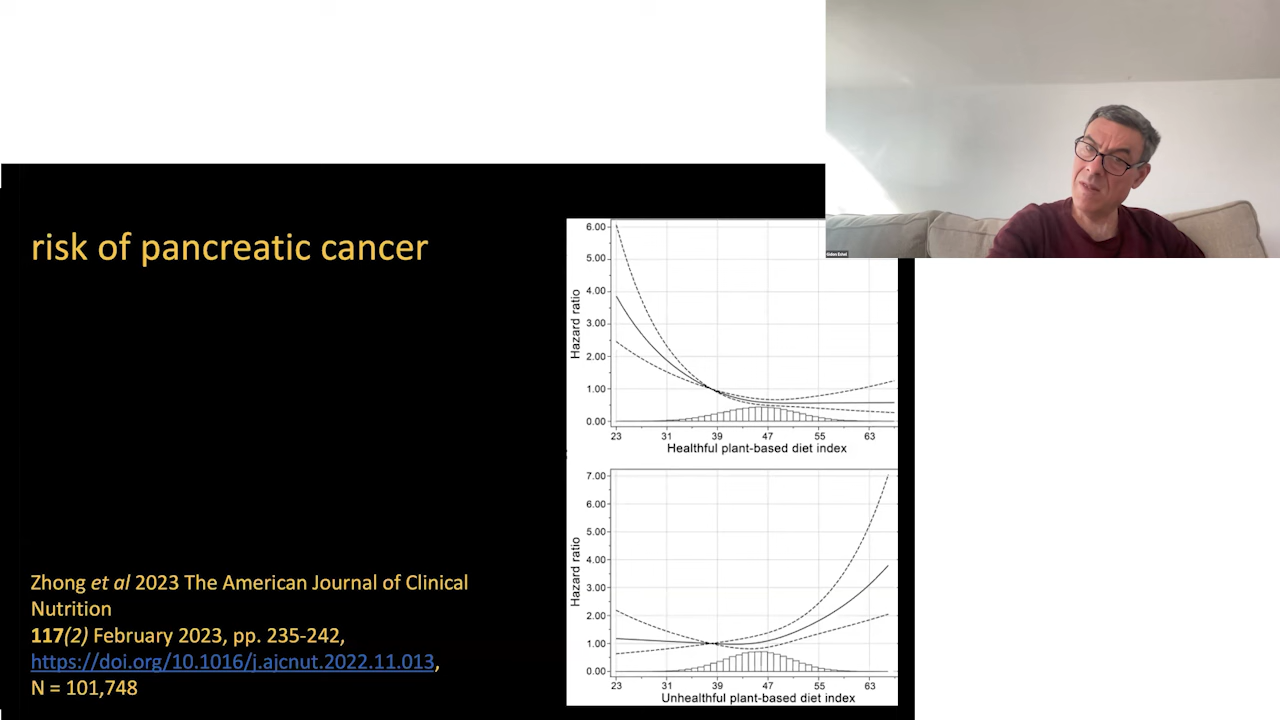 risk of pancreatic cancer
Zhong et al 2023 The American Journal of Clinical
Nutrition
117(2) February 2023, pp. 235-242,
https://doi.org/10.1016/j.ajcnut.2022.11.013,
N = 101,748
6.00
5.00
4.00
3.00
2.00
1.00
0.00
Hazard ratio
23 31 39 47 55 63
Healthful plant-based diet index
7.00
6.00
5.00
4.00
3.00
2.00
1.00
0.00
Hazard ratio
23 31 39 47 55 63
Unhealthful plant-based diet index